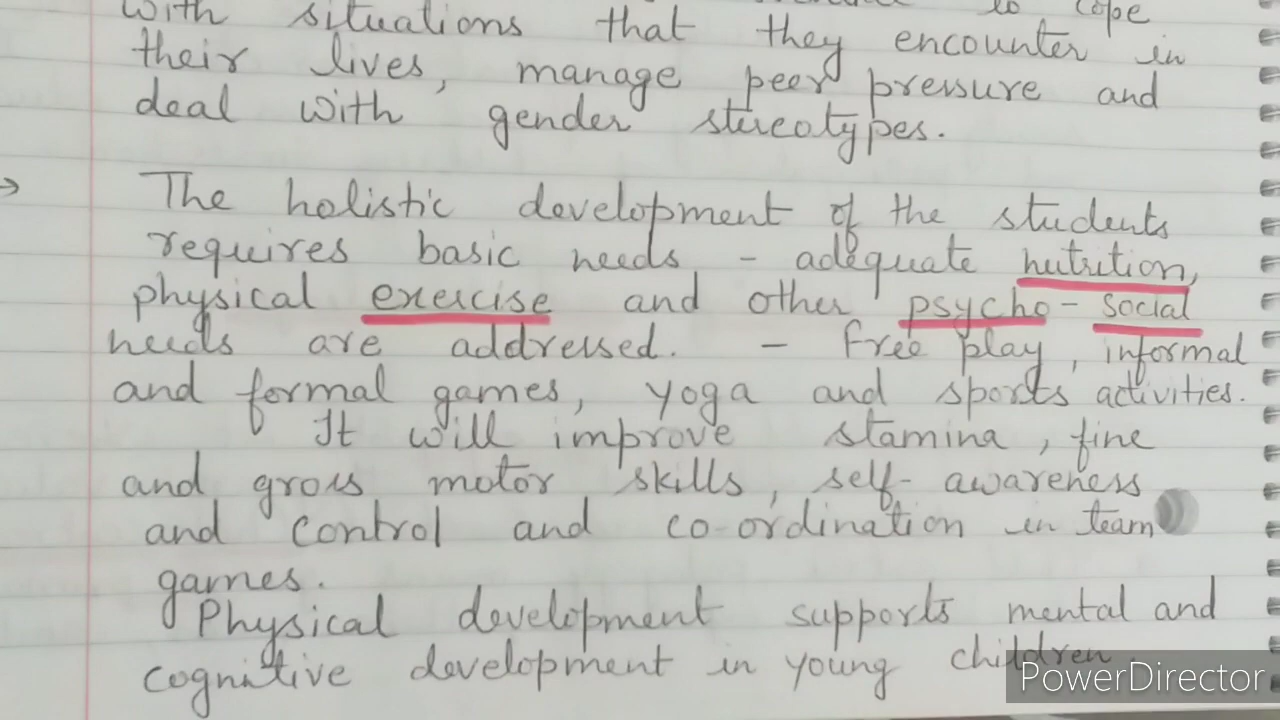 with situations that they encounter in
their lives, manage peer pressure and
deal with gender stereotypes.
→ The holistic development of the students
requires basic needs - adequate nutrition,
physical exercise and other psycho-social
needs are addressed. - free play, informal
and formal games, yoga and sports activities.
It will improve stamina, fine
and gross motor skills, self-awareness
and control and co-ordination in team
games.
Physical development supports mental and
cognitive development in young children.
PowerDirector